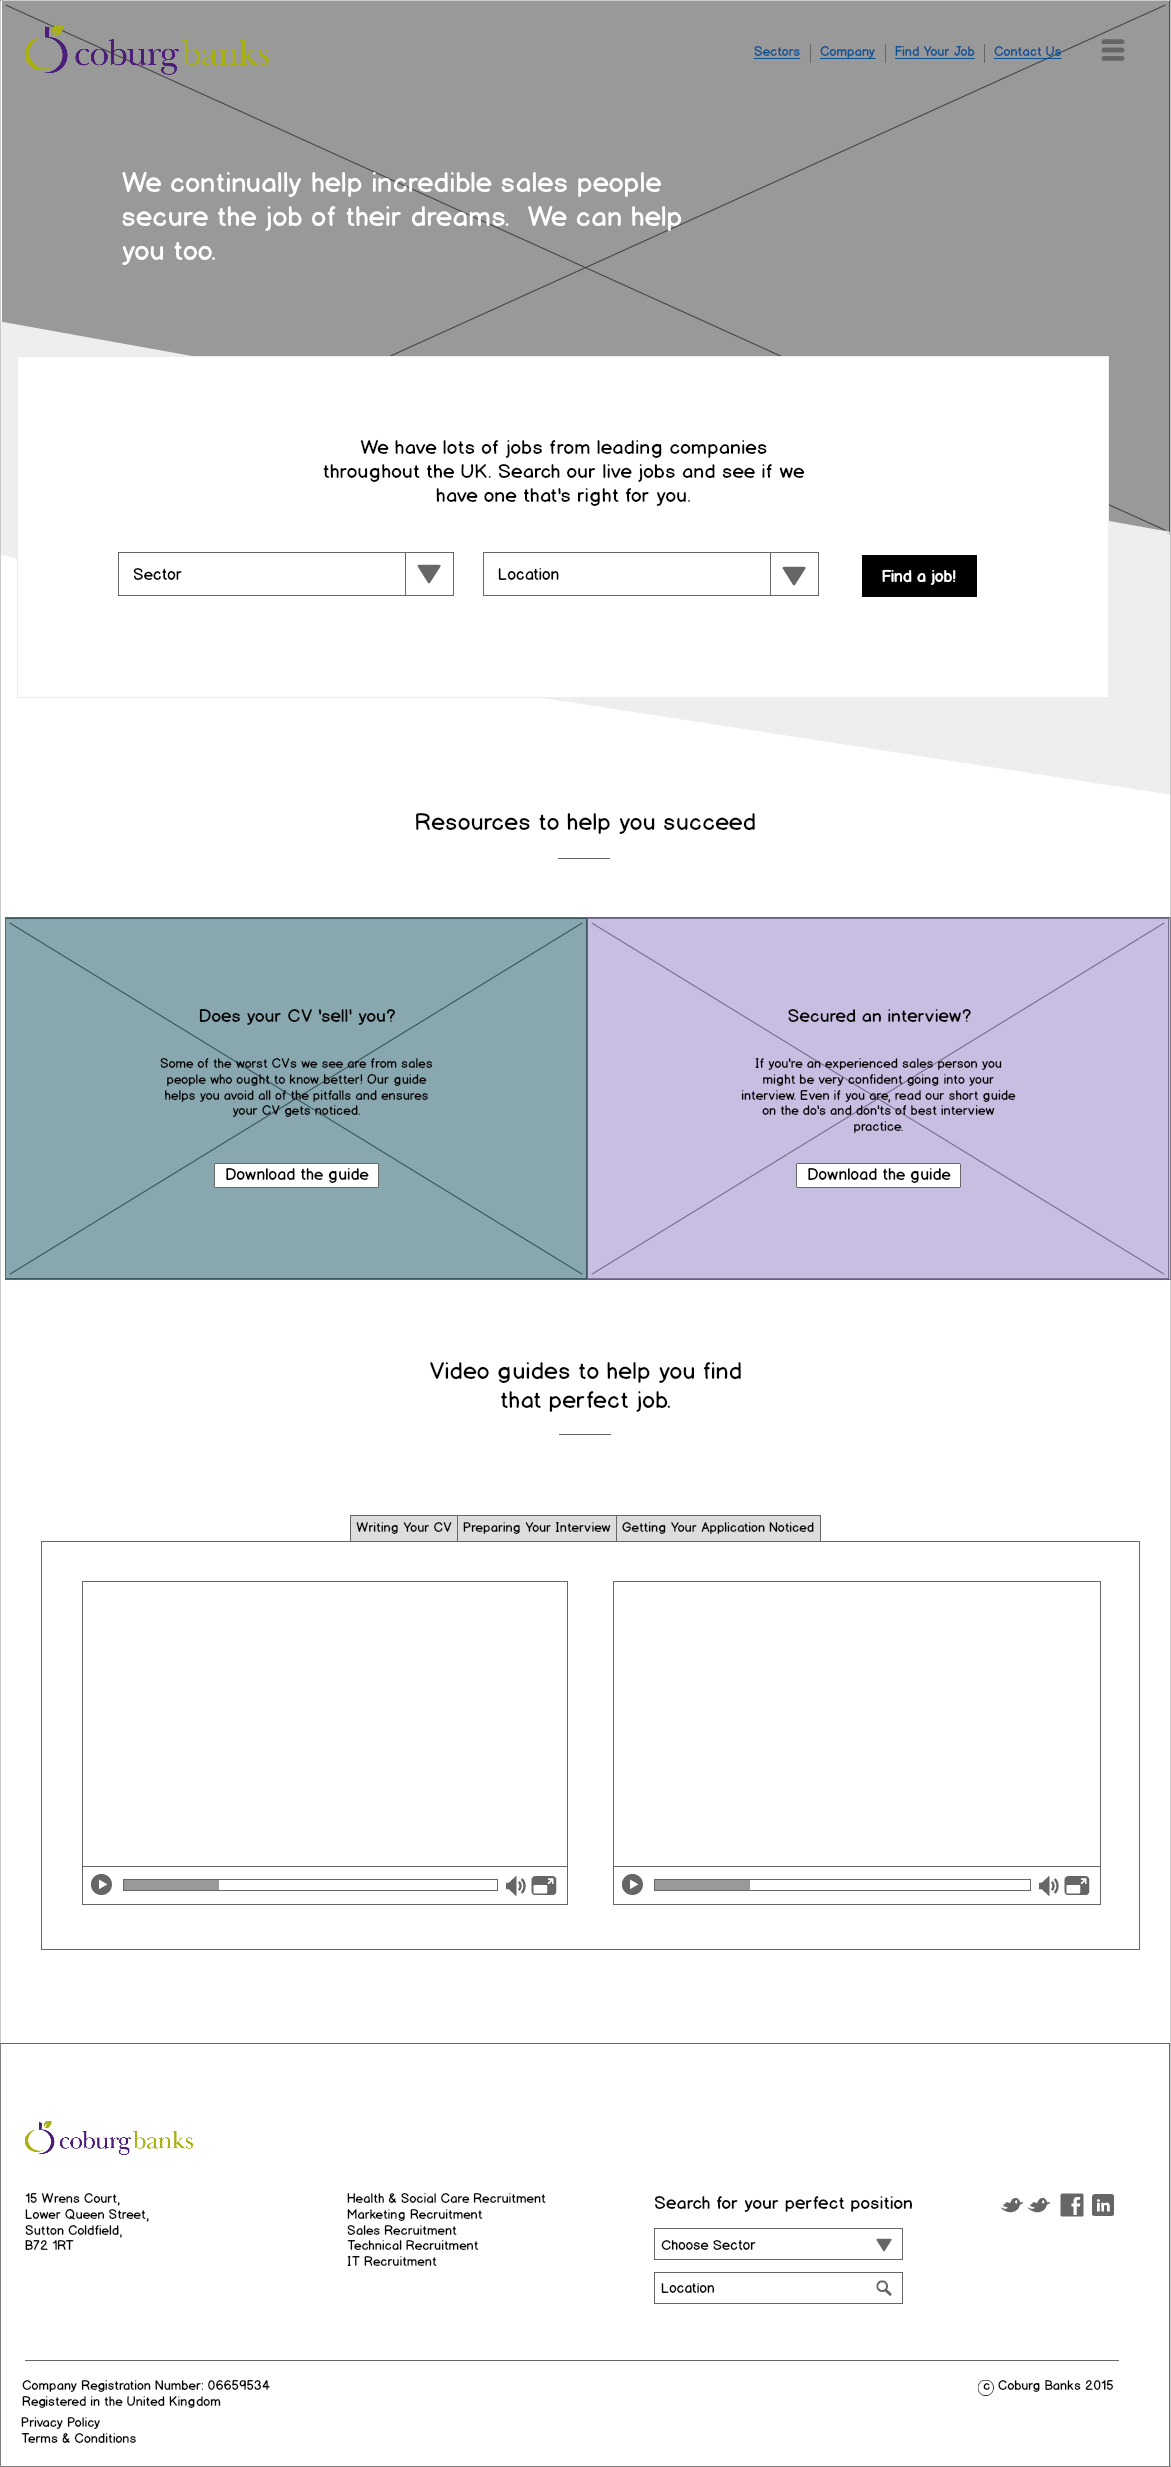 coburgbanks
Sectors
Company
Find Your Job
Contact Us
We continually help incredible sales people
secure the job of their dreams. We can help
you too.
We have lots of jobs from leading companies
throughout the UK. Search our live jobs and see if we
have one that's right for you.
Sector
Location
Find a job!
Resources to help you succeed
Does your CV 'sell' you?
Some of the worst CVs we see are from sales
people who ought to know better! Our guide
helps you avoid all of the pitfalls and ensures
your CV gets noticed.
Download the guide
Secured an interview?
If you're an experienced sales person you
might be very confident going into your
interview. Even if you are, read our short guide
on the do's and don'ts of best interview
practice.
Download the guide
Video guides to help you find
that perfect job.
Writing Your CV
Preparing Your Interview
Getting Your Application Noticed
coburgbanks
15 Wrens Court,
Lower Queen Street,
Sutton Coldfield,
B72 1RT
Health & Social Care Recruitment
Marketing Recruitment
Sales Recruitment
Technical Recruitment
IT Recruitment
Search for your perfect position
Choose Sector
Location
f
in
Company Registration Number: 06659534
Registered in the United Kingdom
Privacy Policy
Terms & Conditions
© Coburg Banks 2015